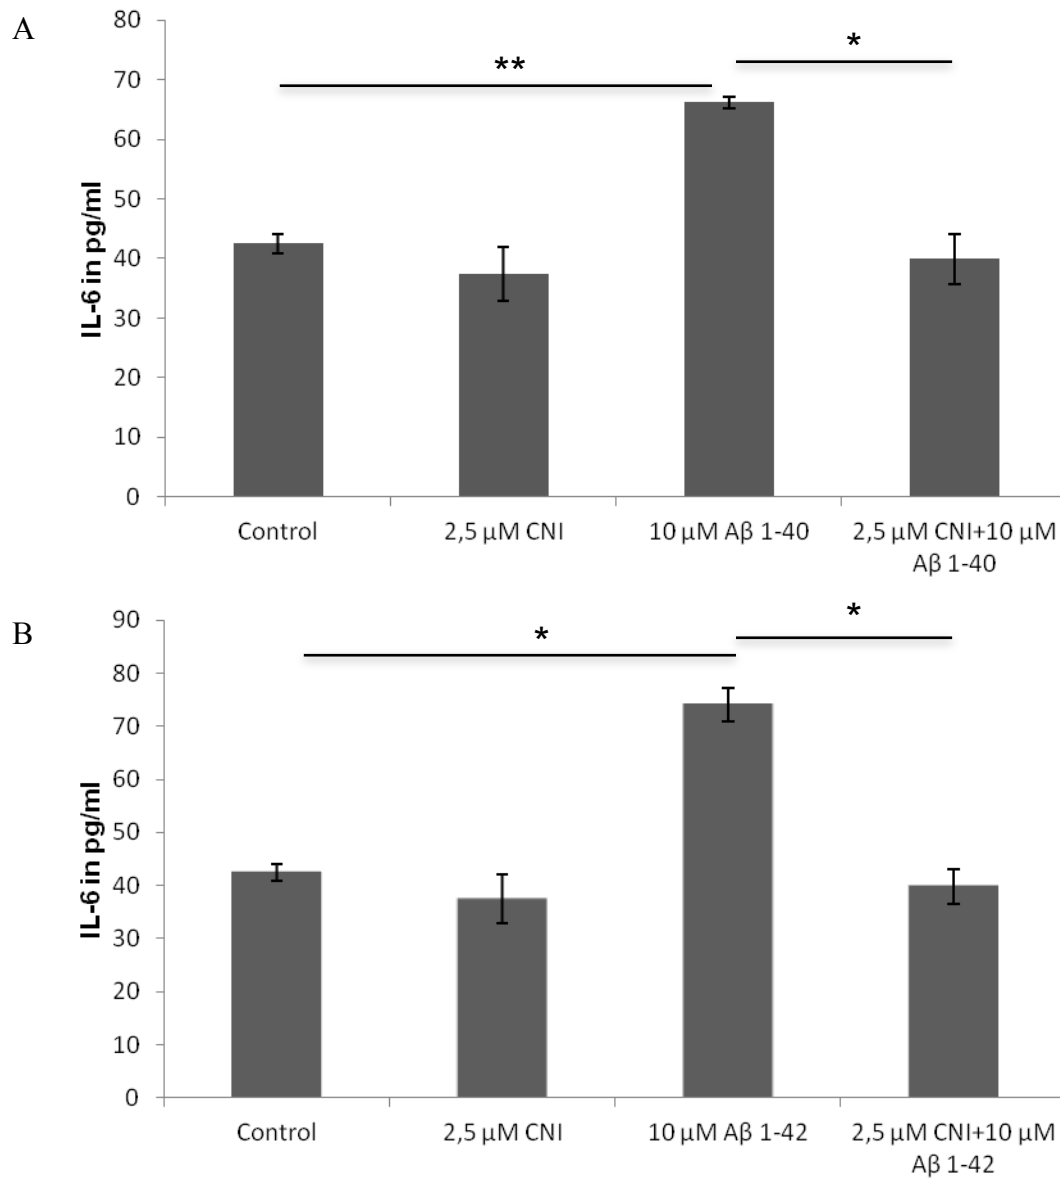 A
80
70
60
50
40
30
20
10
0
IL-6 in pg/ml
**
*
Control
2,5 µM CNI
10 µM Aβ 1-40
2,5 µM CNI+10 µM
Aβ 1-40
B
90
80
70
60
50
40
30
20
10
0
IL-6 in pg/ml
*
*
Control
2,5 µM CNI
10 µM Aβ 1-42
2,5 µM CNI+10 µM
Aβ 1-42